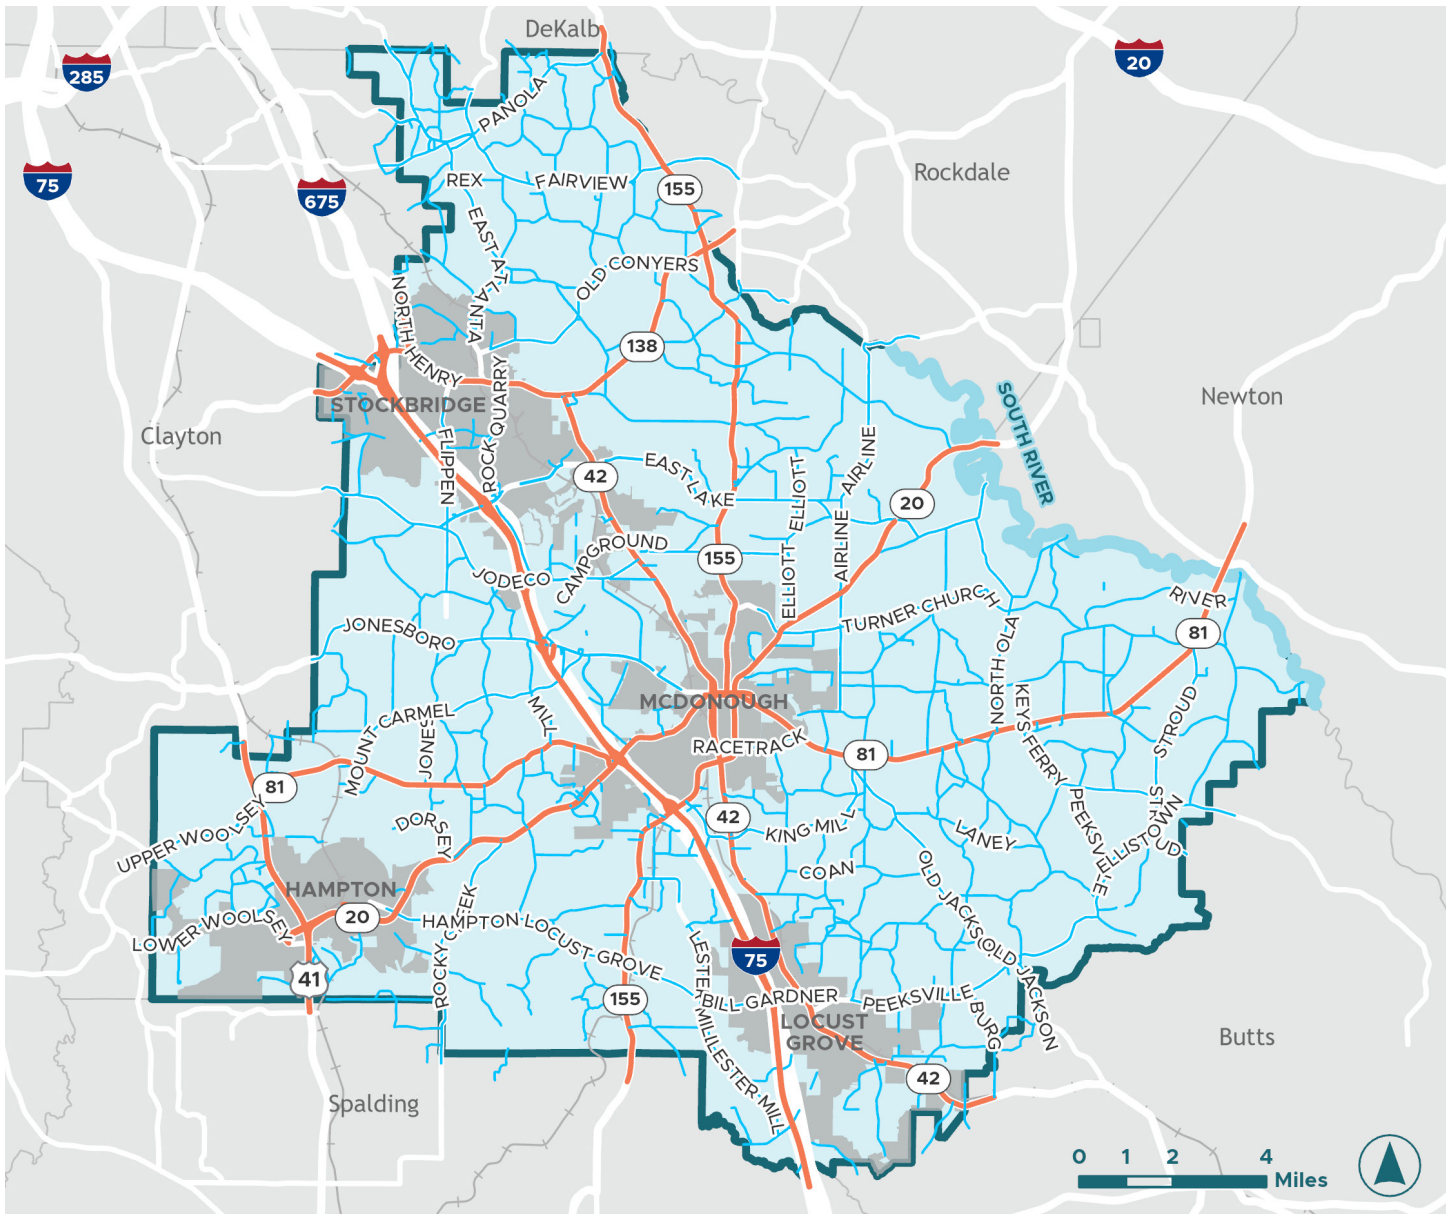 DeKalb
285
20
PANOLA
75
675
REX
FAIRVIEW
155
Rockdale
EAST ATLANTA
OLD CONYERS
NORTH HENRY
138
ROCK QUARRY
STOCKBRIDGE
Newton
SOUTH RIVER
Clayton
FLIPPEN
42
EAST LAKE
ELLIOTT
AIRLINE
20
CAMPGROUND
155
ELLIOTT
AIRLINE
JODECO
TURNER CHURCH
RIVER
81
JONESBORO
NORTH OLA
KEYS FERRY
STROUD
MCDONOUGH
MOUNT CARMEL
JONES
MILL
RACETRACK
81
81
UPPER WOOLSEY
DORSEY
42
KING MILL
LANEY
PEEKSVILLE
STROUD
ELLISTOWN
COAN
OLD JACKSON
HAMPTON
20
LOWER WOOLSEY
ROCKY CREEK
HAMPTON LOCUST GROVE
LESTER MILL
75
OLD JACKSON
41
155
BILL GARDNER
PEEKSVILLE
BURG
LOCUST
GROVE
Butts
LESTER MILL
42
Spalding
0 1 2 4
Miles